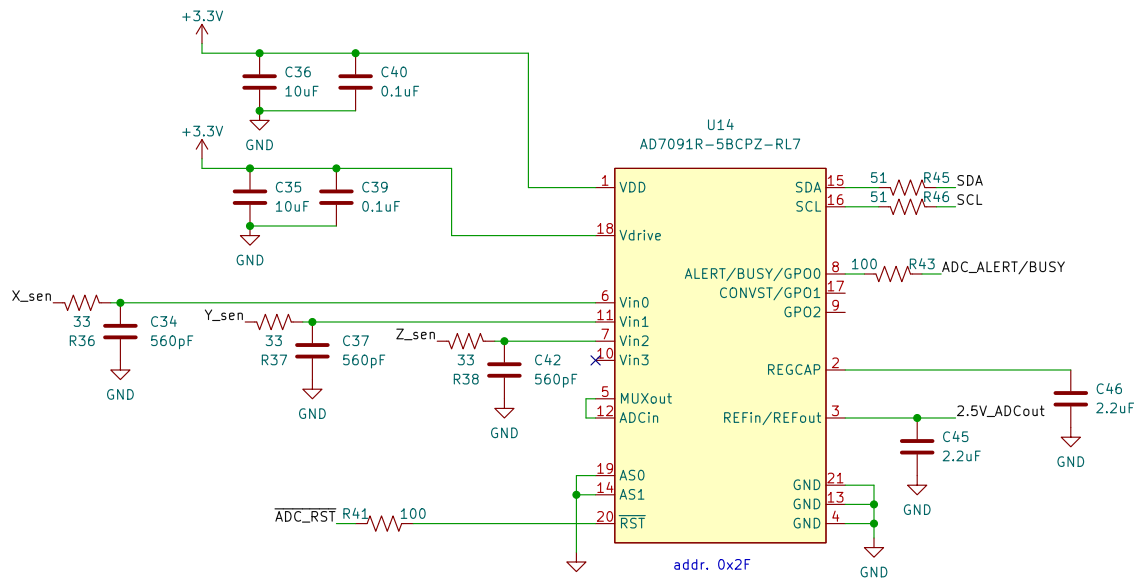 +3.3V
C36
10uF
C40
0.1uF
GND
+3.3V
C35
10uF
C39
0.1uF
GND
U14
AD7091R-5BCPZ-RL7
1 VDD
18 Vdrive
6 Vin0
11 Vin1
7 Vin2
10 Vin3
5 MUXout
12 ADCin
19 AS0
14 AS1
20 RST
SDA 15
SCL 16
ALERT/BUSY/GPO0 8
CONVST/GPO1 17
GPO2 9
REGCAP 2
REFin/REFout 3
GND 21
GND 13
GND 4
addr. 0x2F
51 R45 SDA
51 R46 SCL
100 R43 ADC_ALERT/BUSY
X_sen
33
R36
C34
560pF
GND
Y_sen
33
R37
C37
560pF
GND
Z_sen
33
R38
C42
560pF
GND
ADC_RST R41 100
C46
2.2uF
GND
2.5V_ADCout
C45
2.2uF
GND
GND